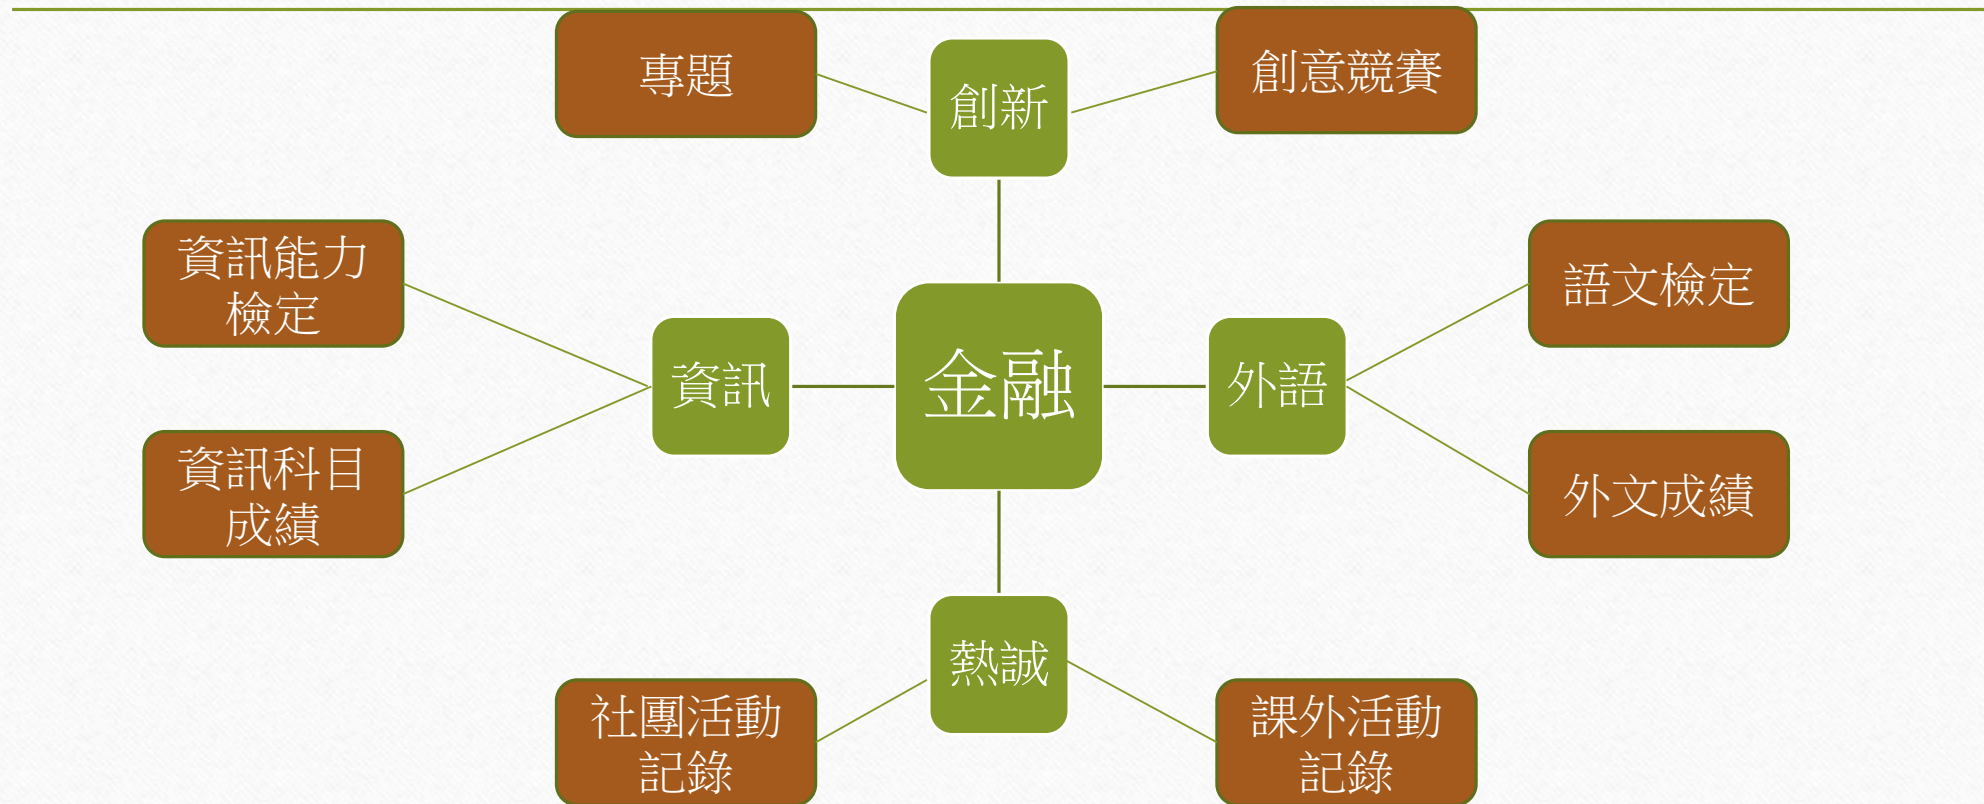 專題
創新
創意競賽
資訊能力
檢定
資訊科目
成績
資訊
金融
外語
語文檢定
外文成績
熱誠
社團活動
記錄
課外活動
記錄